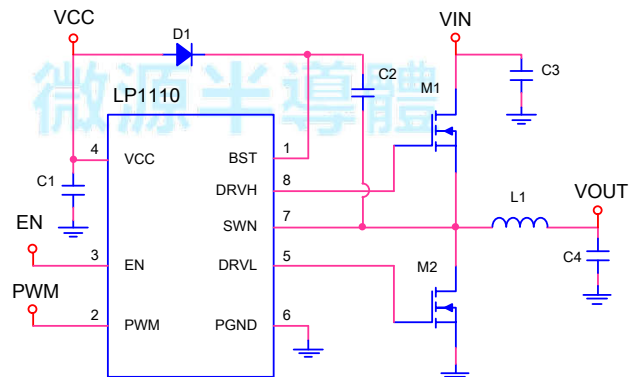 VCC
D1
VIN
C2
C3
M1
微源半導體
LP1110
4
VCC
BST
1
C1
DRVH
8
L1
VOUT
EN
SWN
7
3
EN
DRVL
5
M2
C4
PWM
2
PWM
PGND
6